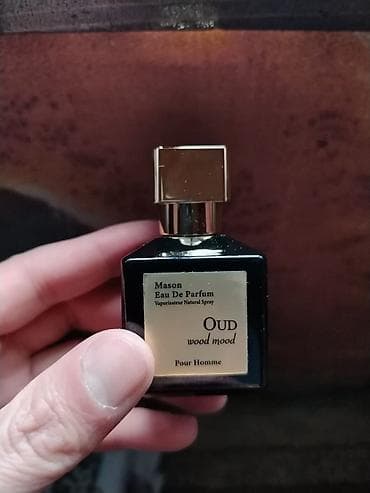 Mason
Eau De Parfum
Vaporisateur Natural Spray
OUD
wood mood
Pour Homme